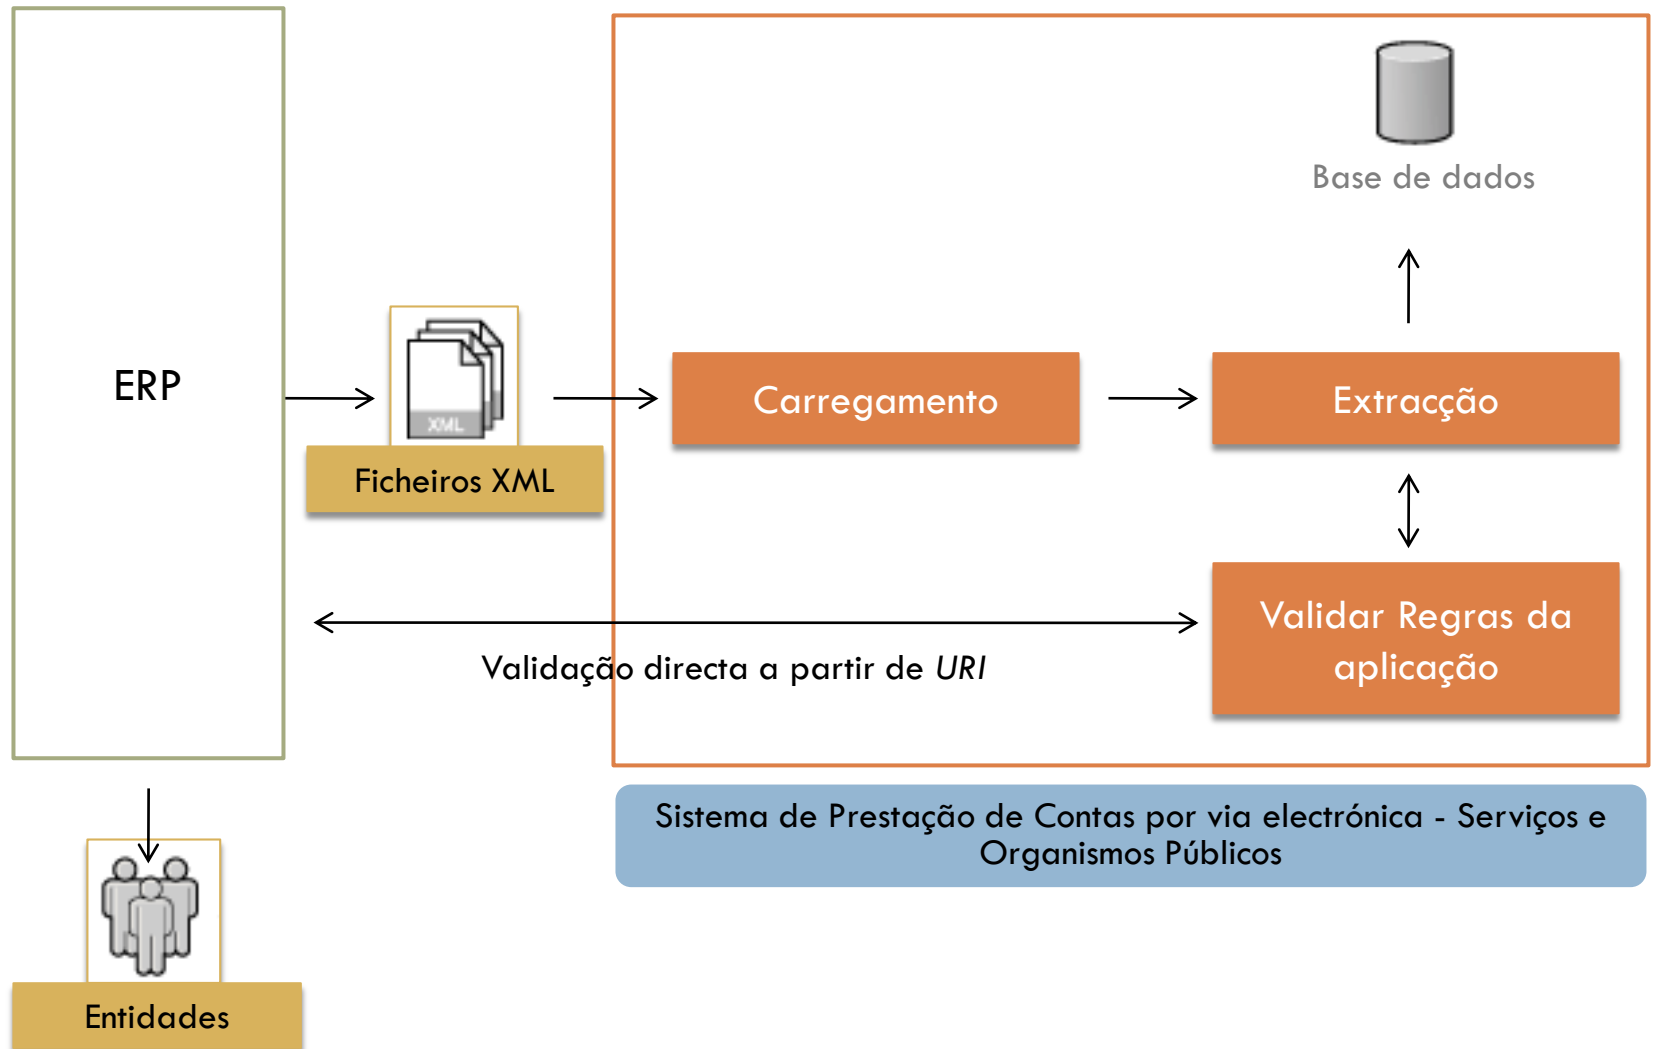 Base de dados
ERP
XML
Carregamento
Extracção
Ficheiros XML
Validar Regras da
aplicação
Validação directa a partir de URI
Sistema de Prestação de Contas por via electrónica - Serviços e
Organismos Públicos
Entidades